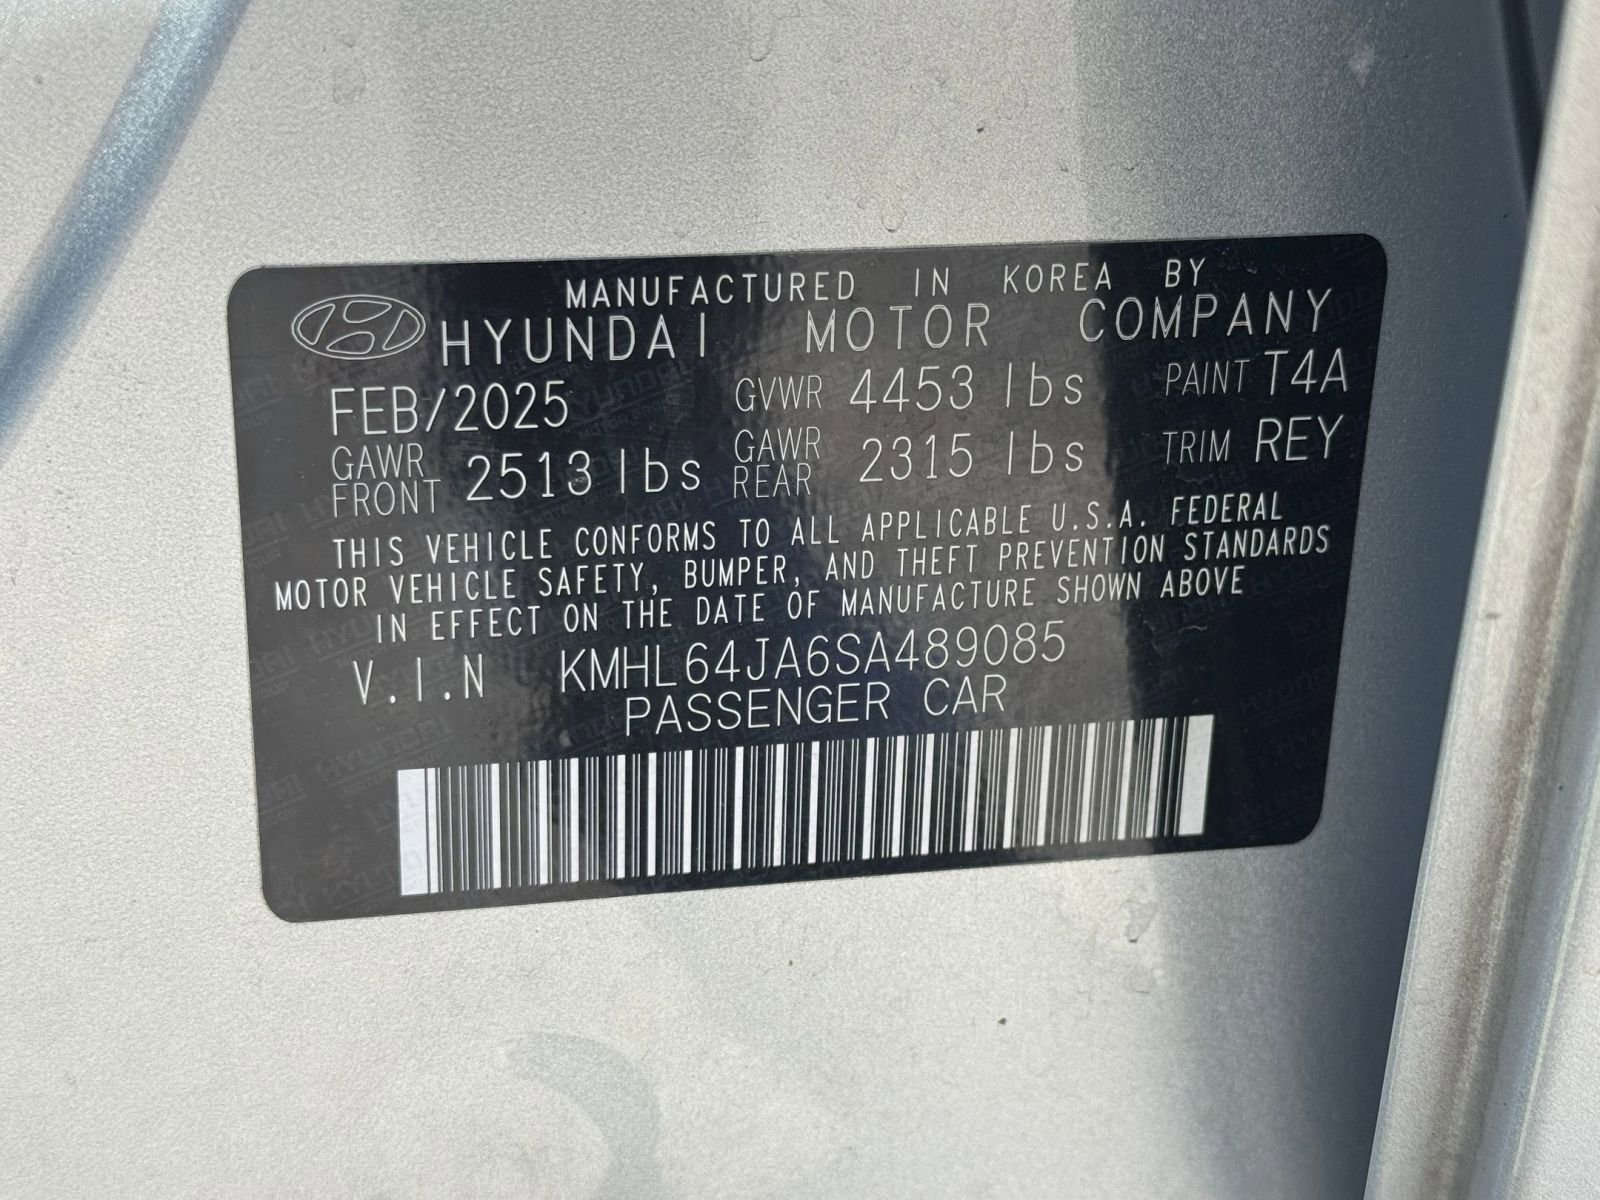 MANUFACTURED IN KOREA BY
HYUNDAI MOTOR COMPANY
FEB/2025 GVWR 4453 lbs PAINT T4A
GAWR FRONT 2513 lbs GAWR REAR 2315 lbs TRIM REY
THIS VEHICLE CONFORMS TO ALL APPLICABLE U.S.A. FEDERAL
MOTOR VEHICLE SAFETY, BUMPER, AND THEFT PREVENTION STANDARDS
IN EFFECT ON THE DATE OF MANUFACTURE SHOWN ABOVE
V.I.N KMHL64JA6SA489085
PASSENGER CAR